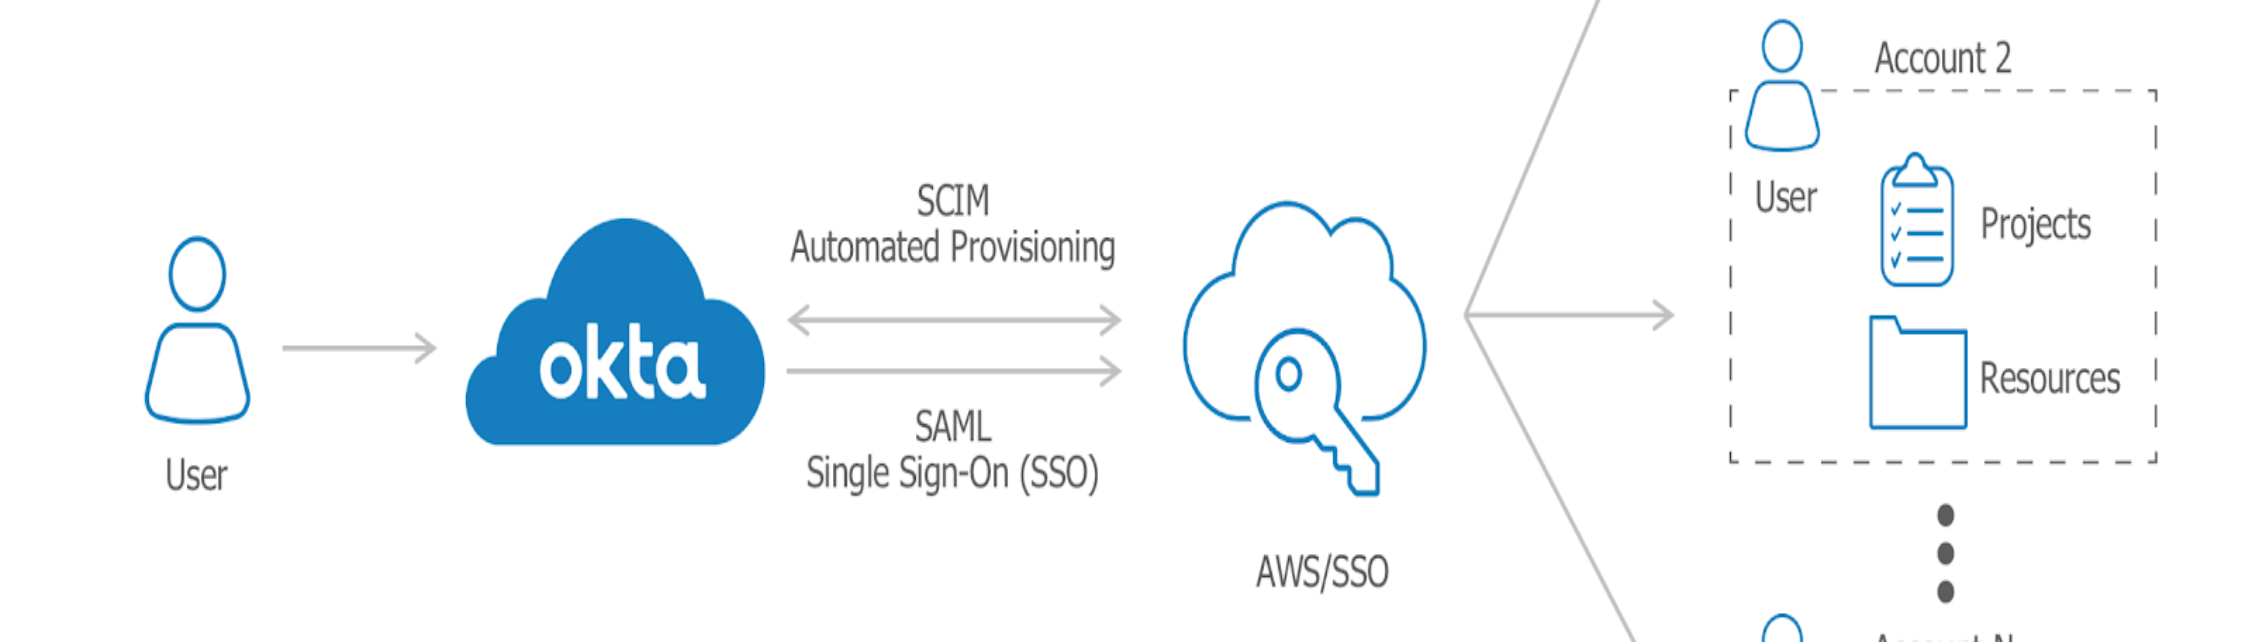 Account 2
User
Projects
Resources
SCIM
Automated Provisioning
okta
SAML
Single Sign-On (SSO)
User
AWS/SSO